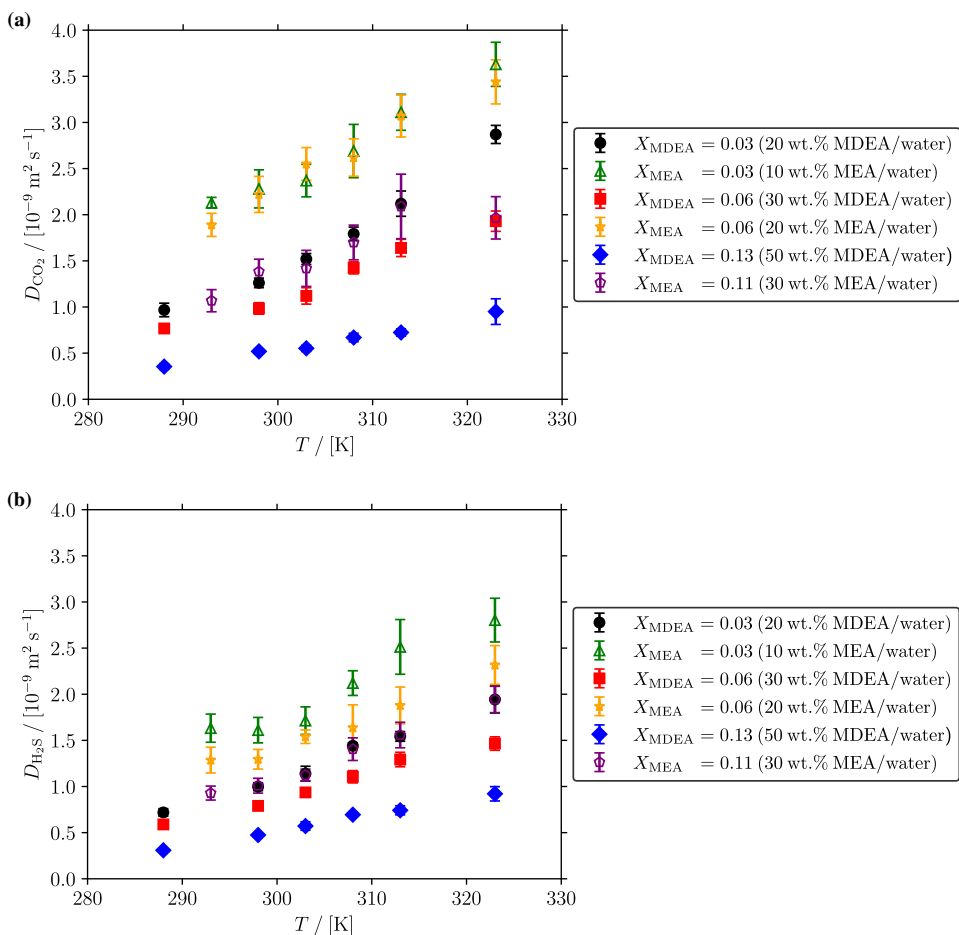 (a)
4.0
3.5
3.0
2.5
2.0
1.5
1.0
0.5
0.0
D_CO₂ / [10⁻⁹ m² s⁻¹]
280 290 300 310 320 330
T / [K]
X_MDEA = 0.03 (20 wt.% MDEA/water)
X_MEA = 0.03 (10 wt.% MEA/water)
X_MDEA = 0.06 (30 wt.% MDEA/water)
X_MEA = 0.06 (20 wt.% MEA/water)
X_MDEA = 0.13 (50 wt.% MDEA/water)
X_MEA = 0.11 (30 wt.% MEA/water)
(b)
4.0
3.5
3.0
2.5
2.0
1.5
1.0
0.5
0.0
D_H₂S / [10⁻⁹ m² s⁻¹]
280 290 300 310 320 330
T / [K]
X_MDEA = 0.03 (20 wt.% MDEA/water)
X_MEA = 0.03 (10 wt.% MEA/water)
X_MDEA = 0.06 (30 wt.% MDEA/water)
X_MEA = 0.06 (20 wt.% MEA/water)
X_MDEA = 0.13 (50 wt.% MDEA/water)
X_MEA = 0.11 (30 wt.% MEA/water)